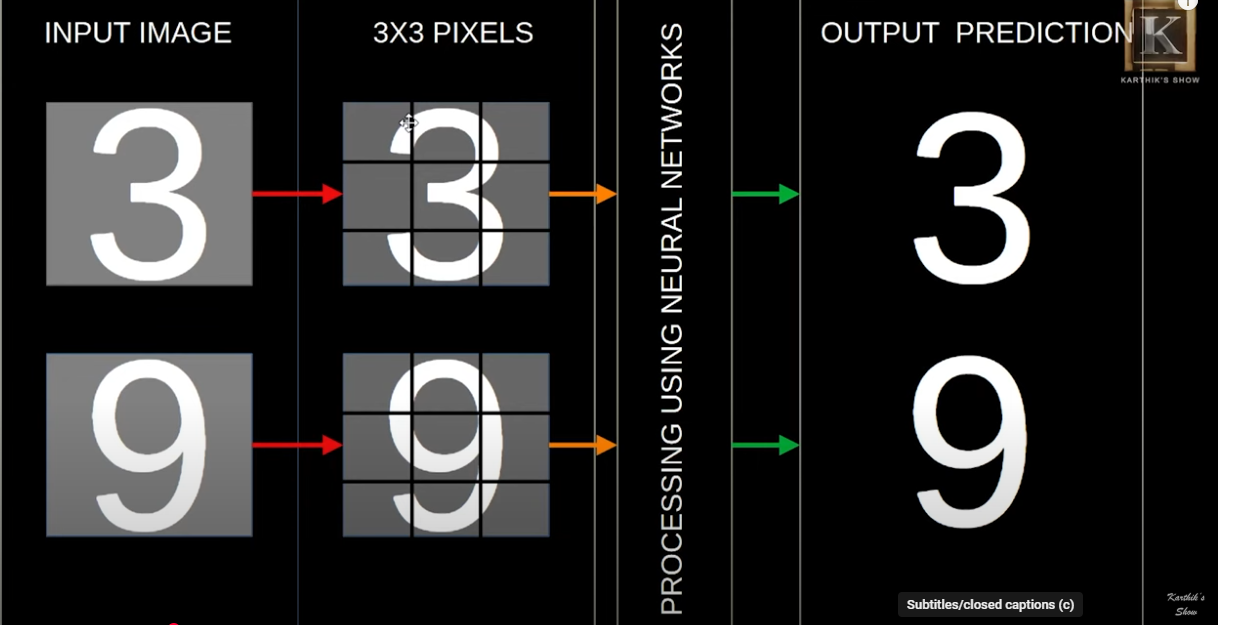 INPUT IMAGE
3X3 PIXELS
PROCESSING USING NEURAL NETWORKS
OUTPUT PREDICTION
K
KARTHIK'S SHOW
3
3
3
9
9
9
Subtitles/closed captions (c)
Karthik's
Show